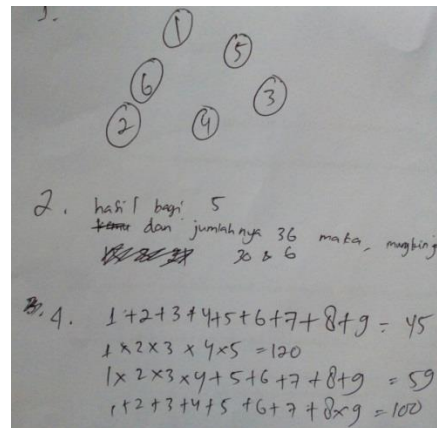 1.
1
5
6
3
2
4
2. hasil bagi 5
dan jumlahnya 36 maka, mungkin
30 & 6
4. 1+2+3+4+5+6+7+8+9 = 45
1×2×3×4×5 = 120
1×2×3×4+5+6+7+8+9 = 59
1+2+3+4+5+6+7+8×9 = 100